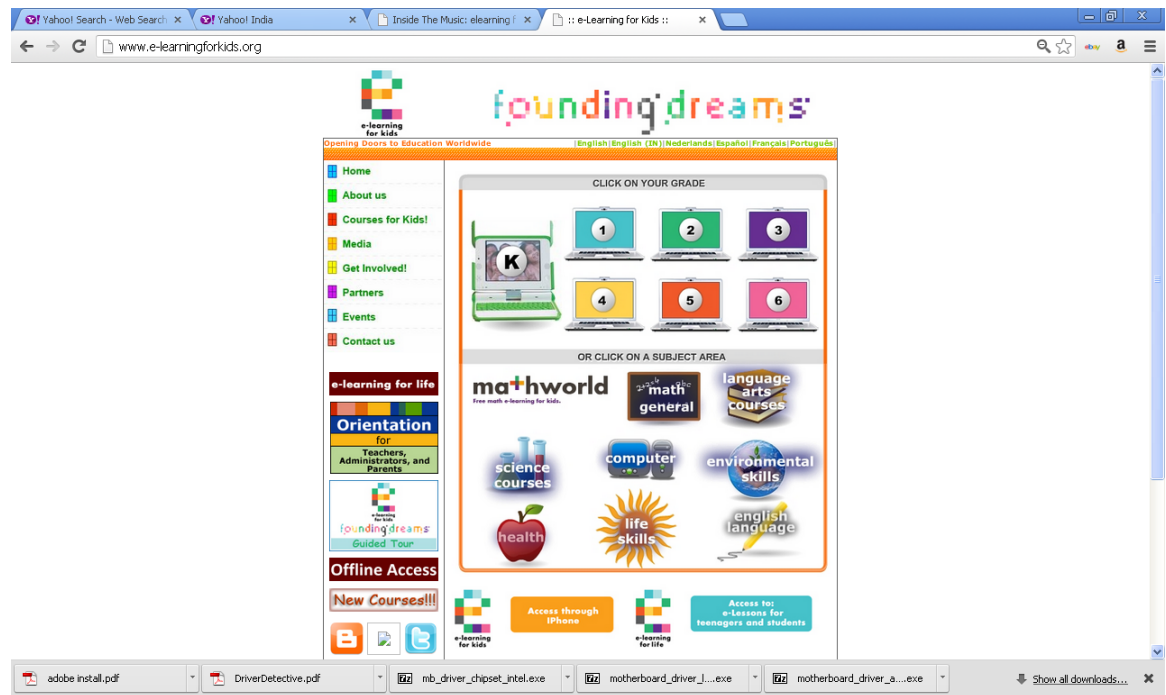 Yahoo! Search - Web Search
Yahoo! India
Inside The Music: elearning f
:: e-Learning for Kids ::
www.e-learningforkids.org
ebay
a
e-learning
for kids
founding dreams
Opening Doors to Education Worldwide
|English|English (IN)|Nederlands|Español|Français|Português|
Home
About us
Courses for Kids!
Media
Get Involved!
Partners
Events
Contact us
e-learning for life
Orientation
for
Teachers,
Administrators, and
Parents
e-learning
for kids
founding dreams
Guided Tour
Offline Access
New Courses!!!
CLICK ON YOUR GRADE
K
1
2
3
4
5
6
OR CLICK ON A SUBJECT AREA
mathworld
Free math e-learning for kids.
math
general
language
arts
courses
science
courses
computer
environmental
skills
health
life
skills
english
language
e-learning
for kids
Access through
IPhone
e-learning
for life
Access to:
e-Lessons for
teenagers and students
adobe install.pdf
DriverDetective.pdf
mb_driver_chipset_intel.exe
motherboard_driver_l....exe
motherboard_driver_a....exe
Show all downloads...